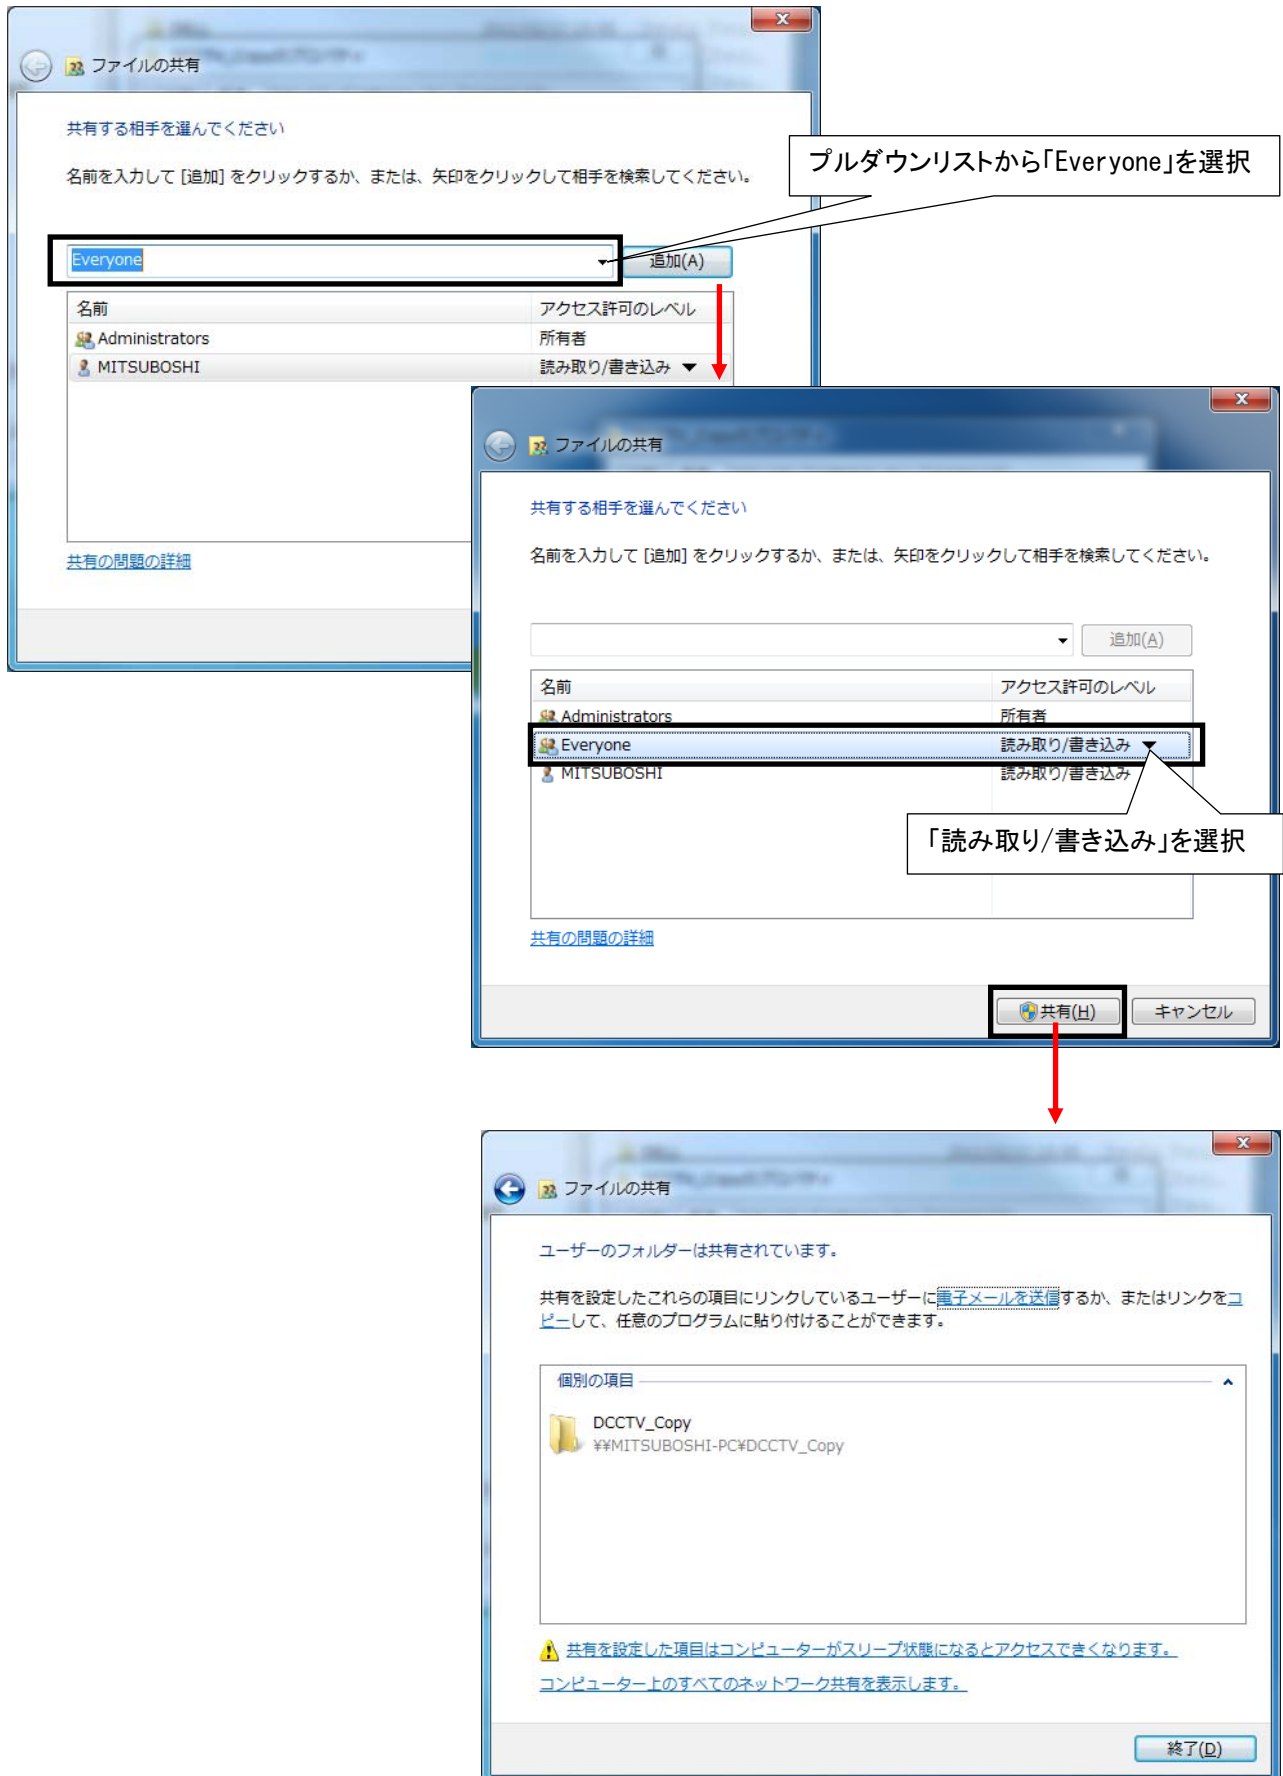 ファイルの共有
共有する相手を選んでください
名前を入力して [追加] をクリックするか、または、矢印をクリックして相手を検索してください。
プルダウンリストから「Everyone」を選択
Everyone
追加(A)
名前 アクセス許可のレベル
Administrators 所有者
MITSUBOSHI 読み取り/書き込み
共有の問題の詳細
ファイルの共有
共有する相手を選んでください
名前を入力して [追加] をクリックするか、または、矢印をクリックして相手を検索してください。
追加(A)
名前 アクセス許可のレベル
Administrators 所有者
Everyone 読み取り/書き込み
MITSUBOSHI 読み取り/書き込み
「読み取り/書き込み」を選択
共有の問題の詳細
共有(H) キャンセル
ファイルの共有
ユーザーのフォルダーは共有されています。
共有を設定したこれらの項目にリンクしているユーザーに電子メールを送信するか、またはリンクをコ
ピーして、任意のプログラムに貼り付けることができます。
個別の項目
DCCTV_Copy
¥¥MITSUBOSHI-PC¥DCCTV_Copy
共有を設定した項目はコンピューターがスリープ状態になるとアクセスできくなります。
コンピューター上のすべてのネットワーク共有を表示します。
終了(D)